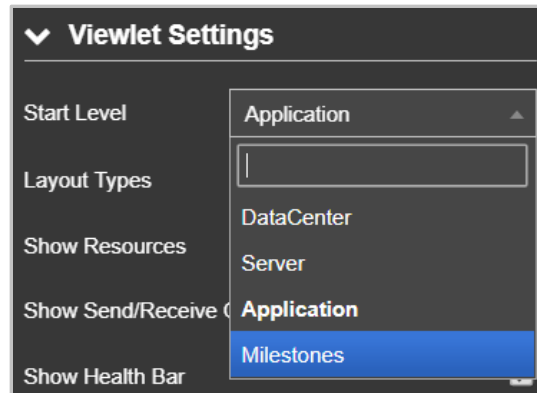 Viewlet Settings
Start Level
Application
Layout Types
DataCenter
Show Resources
Server
Show Send/Receive
Application
Milestones
Show Health Bar